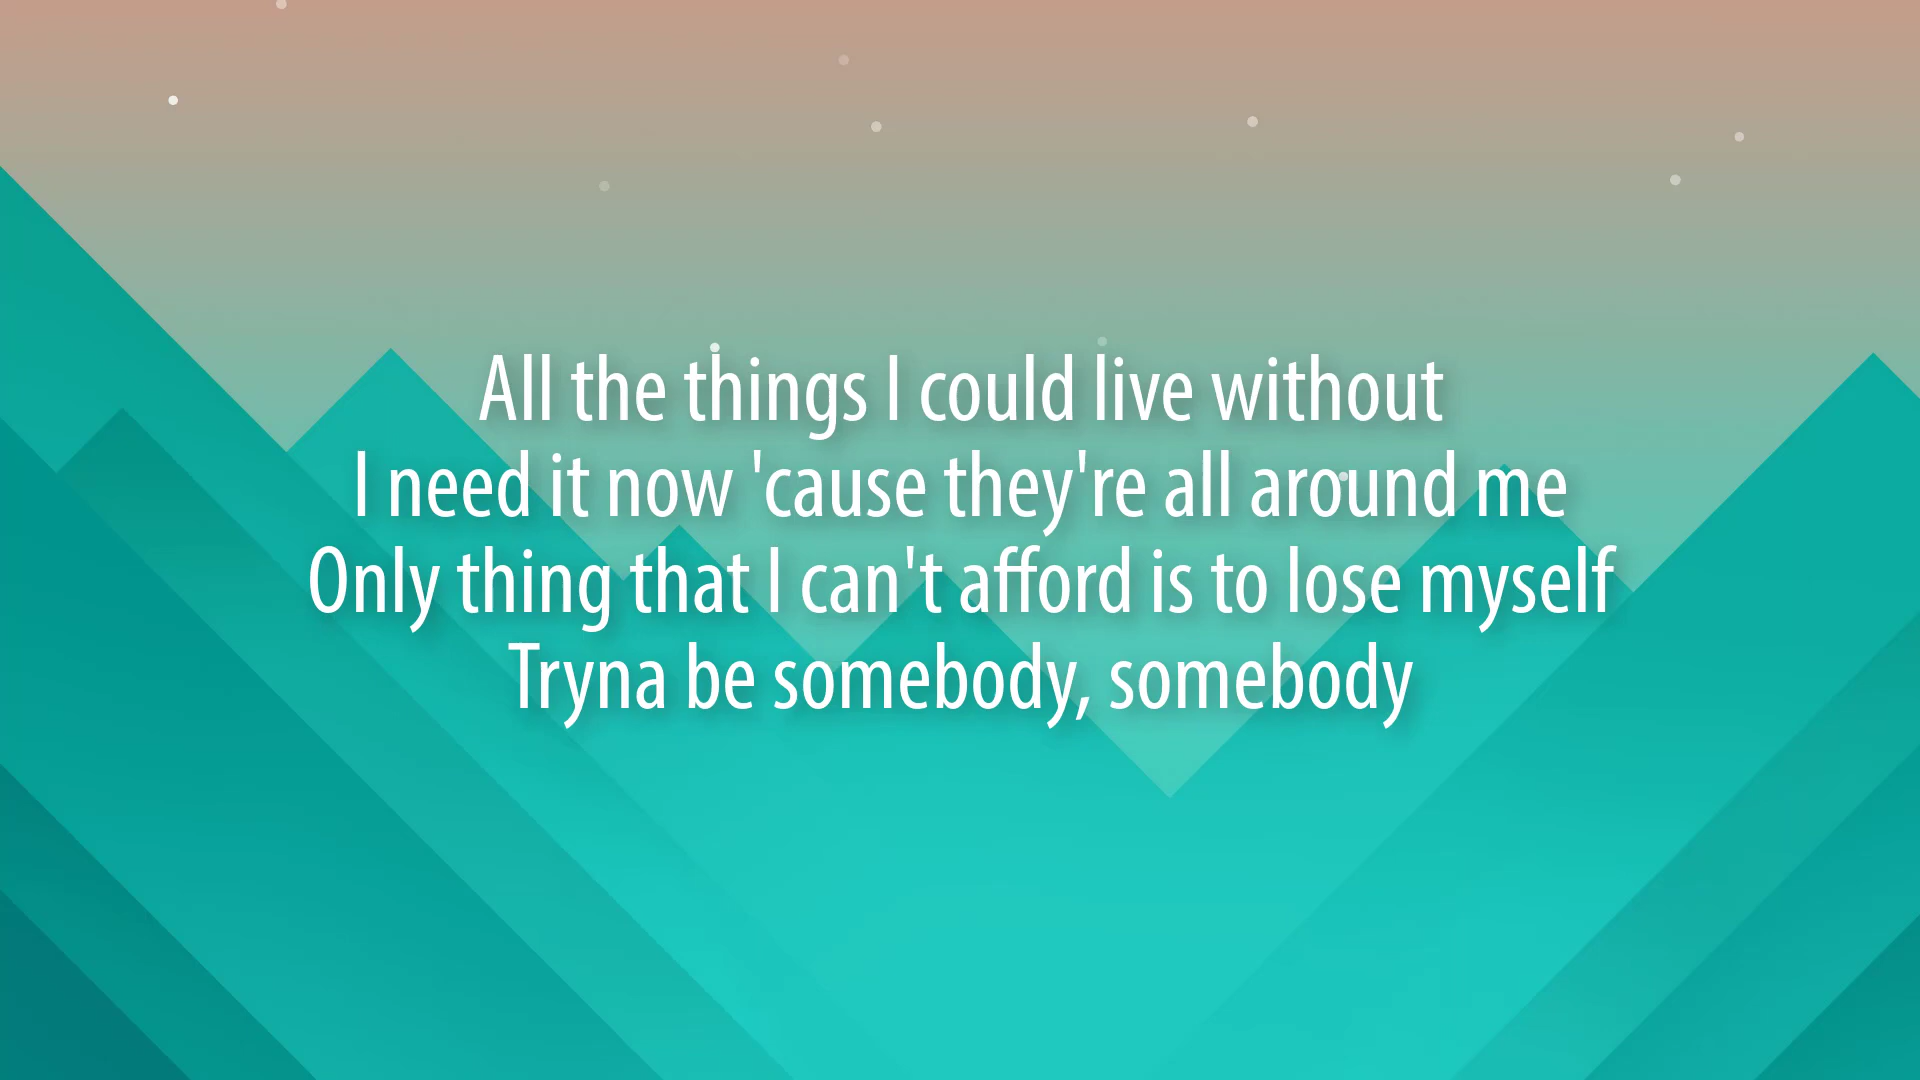 All the things I could live without
I need it now 'cause they're all around me
Only thing that I can't afford is to lose myself
Tryna be somebody, somebody